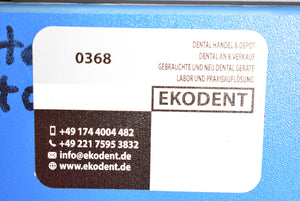 0368
DENTAL HANDEL & DEPOT
DENTAL AN & VERKAUF
GEBRAUCHTE UND NEU DENTAL GERÄTE
LABOR UND PRAXISAUFLÖSUNG
EKODENT
+49 174 4004 482
+49 221 7595 3832
info@ekodent.de
www.ekodent.de